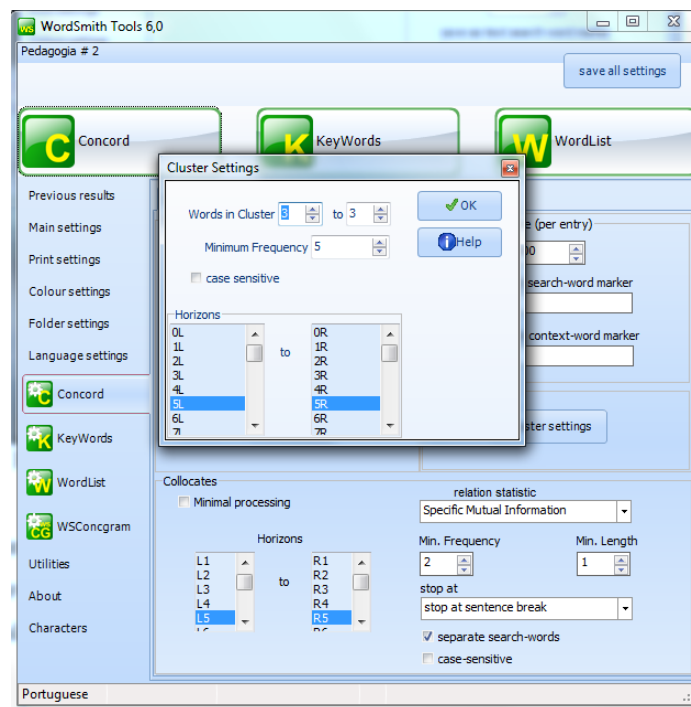 WordSmith Tools 6,0
Pedagogia # 2
save all settings
Concord
KeyWords
WordList
Cluster Settings
Words in Cluster 3 to 3
Minimum Frequency 5
case sensitive
OK
Help
Horizons
0L
1L
2L
3L
4L
5L
6L
7L
to
0R
1R
2R
3R
4R
5R
6R
7R
Previous results
Main settings
Print settings
Colour settings
Folder settings
Language settings
Concord
KeyWords
WordList
WSConcgram
Utilities
About
Characters
(per entry)
search-word marker
context-word marker
settings
Collocates
Minimal processing
Horizons
L1
L2
L3
L4
L5
to
R1
R2
R3
R4
R5
relation statistic
Specific Mutual Information
Min. Frequency
Min. Length
2
1
stop at
stop at sentence break
separate search-words
case-sensitive
Portuguese